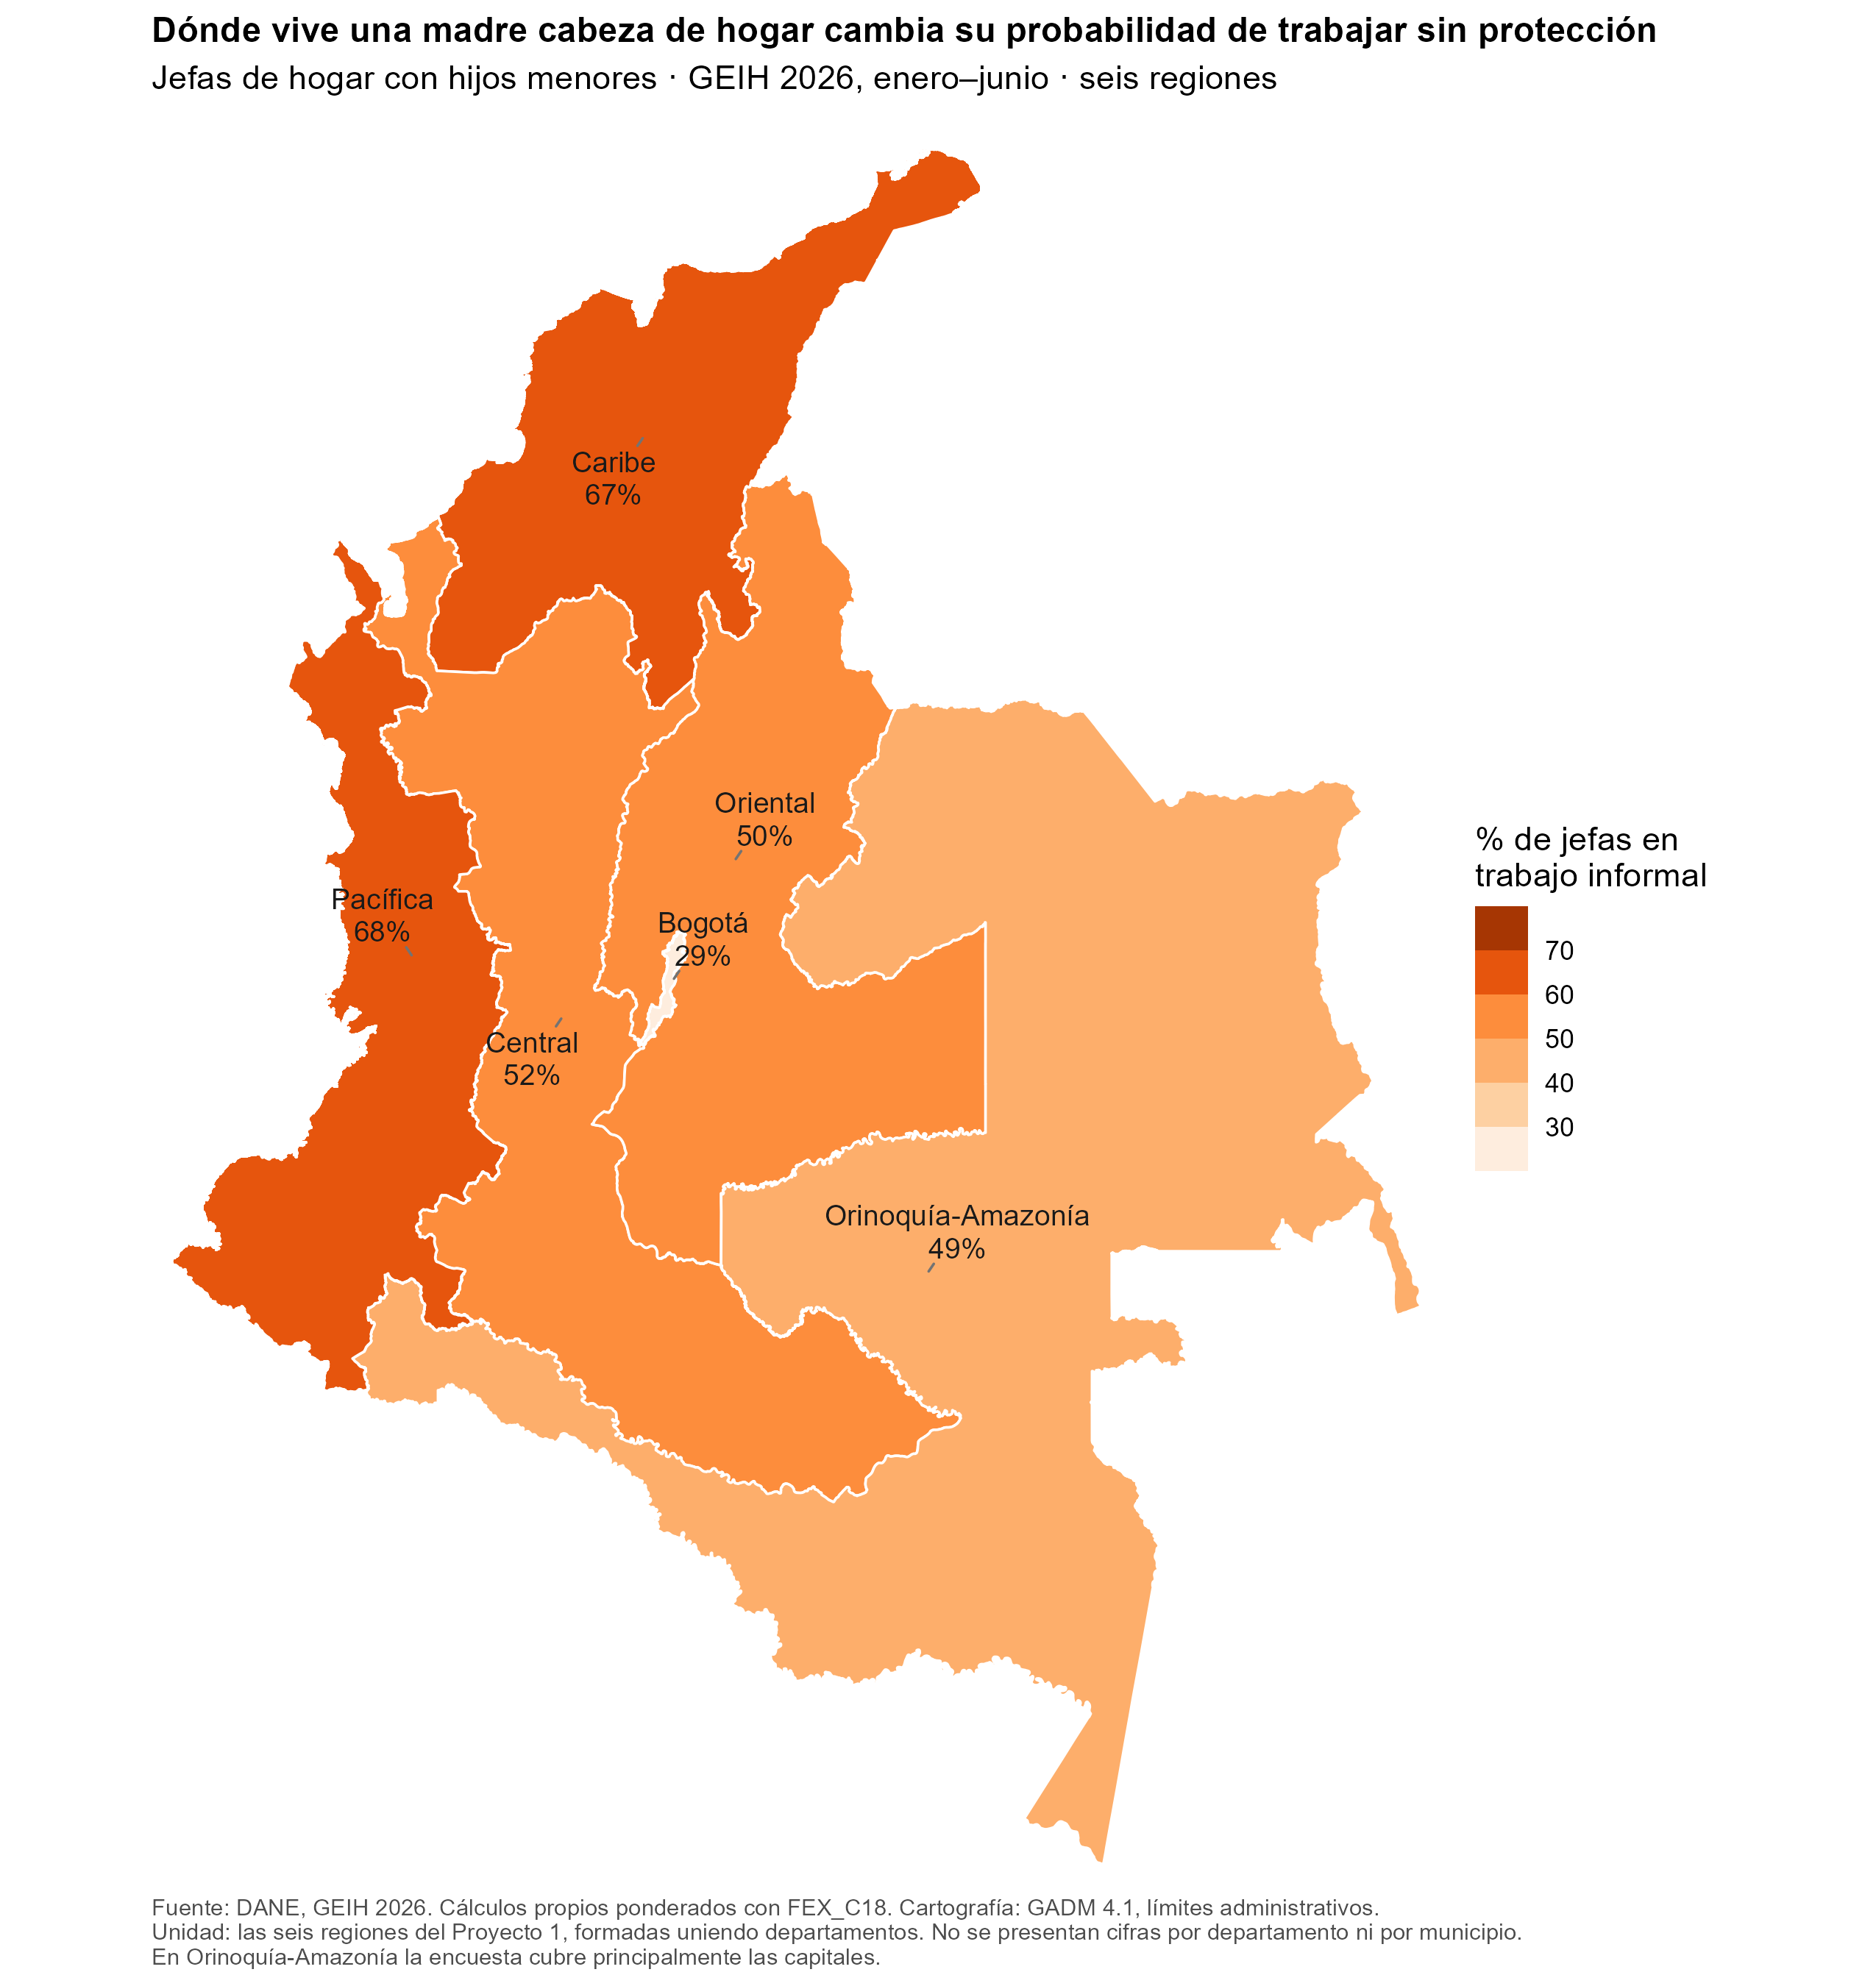 Dónde vive una madre cabeza de hogar cambia su probabilidad de trabajar sin protección
Jefas de hogar con hijos menores · GEIH 2026, enero–junio · seis regiones
Caribe
67%
Oriental
50%
Pacífica
68%
Bogotá
29%
Central
52%
Orinoquía-Amazonía
49%
% de jefas en
trabajo informal
70
60
50
40
30
Fuente: DANE, GEIH 2026. Cálculos propios ponderados con FEX_C18. Cartografía: GADM 4.1, límites administrativos.
Unidad: las seis regiones del Proyecto 1, formadas uniendo departamentos. No se presentan cifras por departamento ni por municipio.
En Orinoquía-Amazonía la encuesta cubre principalmente las capitales.